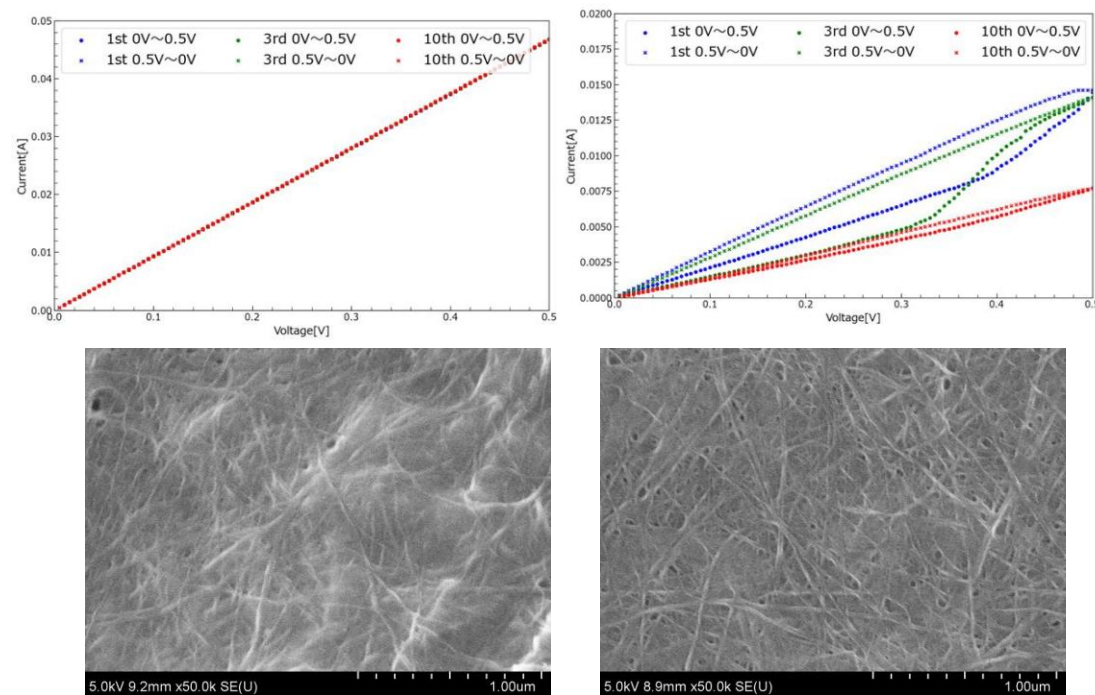 0.05
1st 0V～0.5V 3rd 0V～0.5V 10th 0V～0.5V
1st 0.5V～0V 3rd 0.5V～0V 10th 0.5V～0V
0.04
0.03
Current[A]
0.02
0.01
0.00
0.0 0.1 0.2 0.3 0.4 0.5
Voltage[V]
0.0200
1st 0V～0.5V 3rd 0V～0.5V 10th 0V～0.5V
1st 0.5V～0V 3rd 0.5V～0V 10th 0.5V～0V
0.0175
0.0150
0.0125
Current[A]
0.0100
0.0075
0.0050
0.0025
0.0000
0.0 0.1 0.2 0.3 0.4 0.5
Voltage[V]
5.0kV 9.2mm x50.0k SE(U) 1.00um
5.0kV 8.9mm x50.0k SE(U) 1.00um